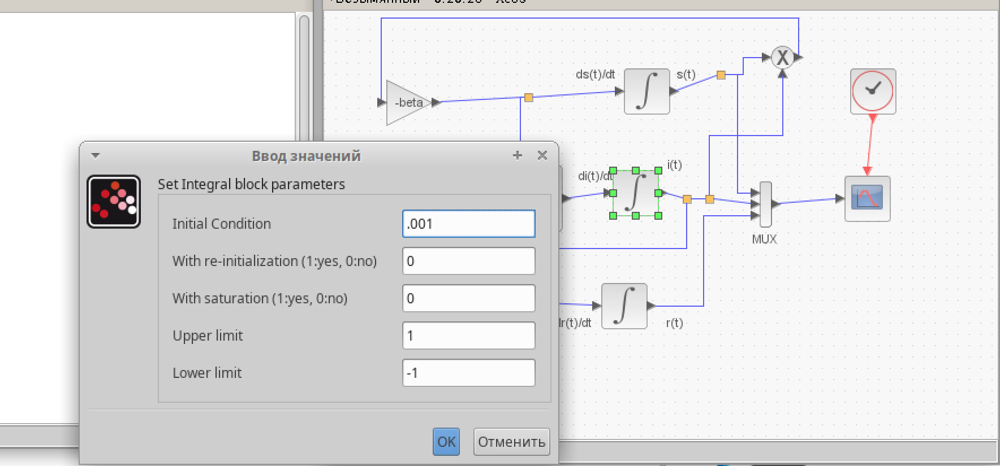 Ввод значений
Set Integral block parameters
Initial Condition
.001
With re-initialization (1:yes, 0:no)
0
With saturation (1:yes, 0:no)
0
Upper limit
1
Lower limit
-1
OK
Отменить
-beta
ds(t)/dt
s(t)
X
di(t)/dt
i(t)
MUX
r(t)/dt
r(t)